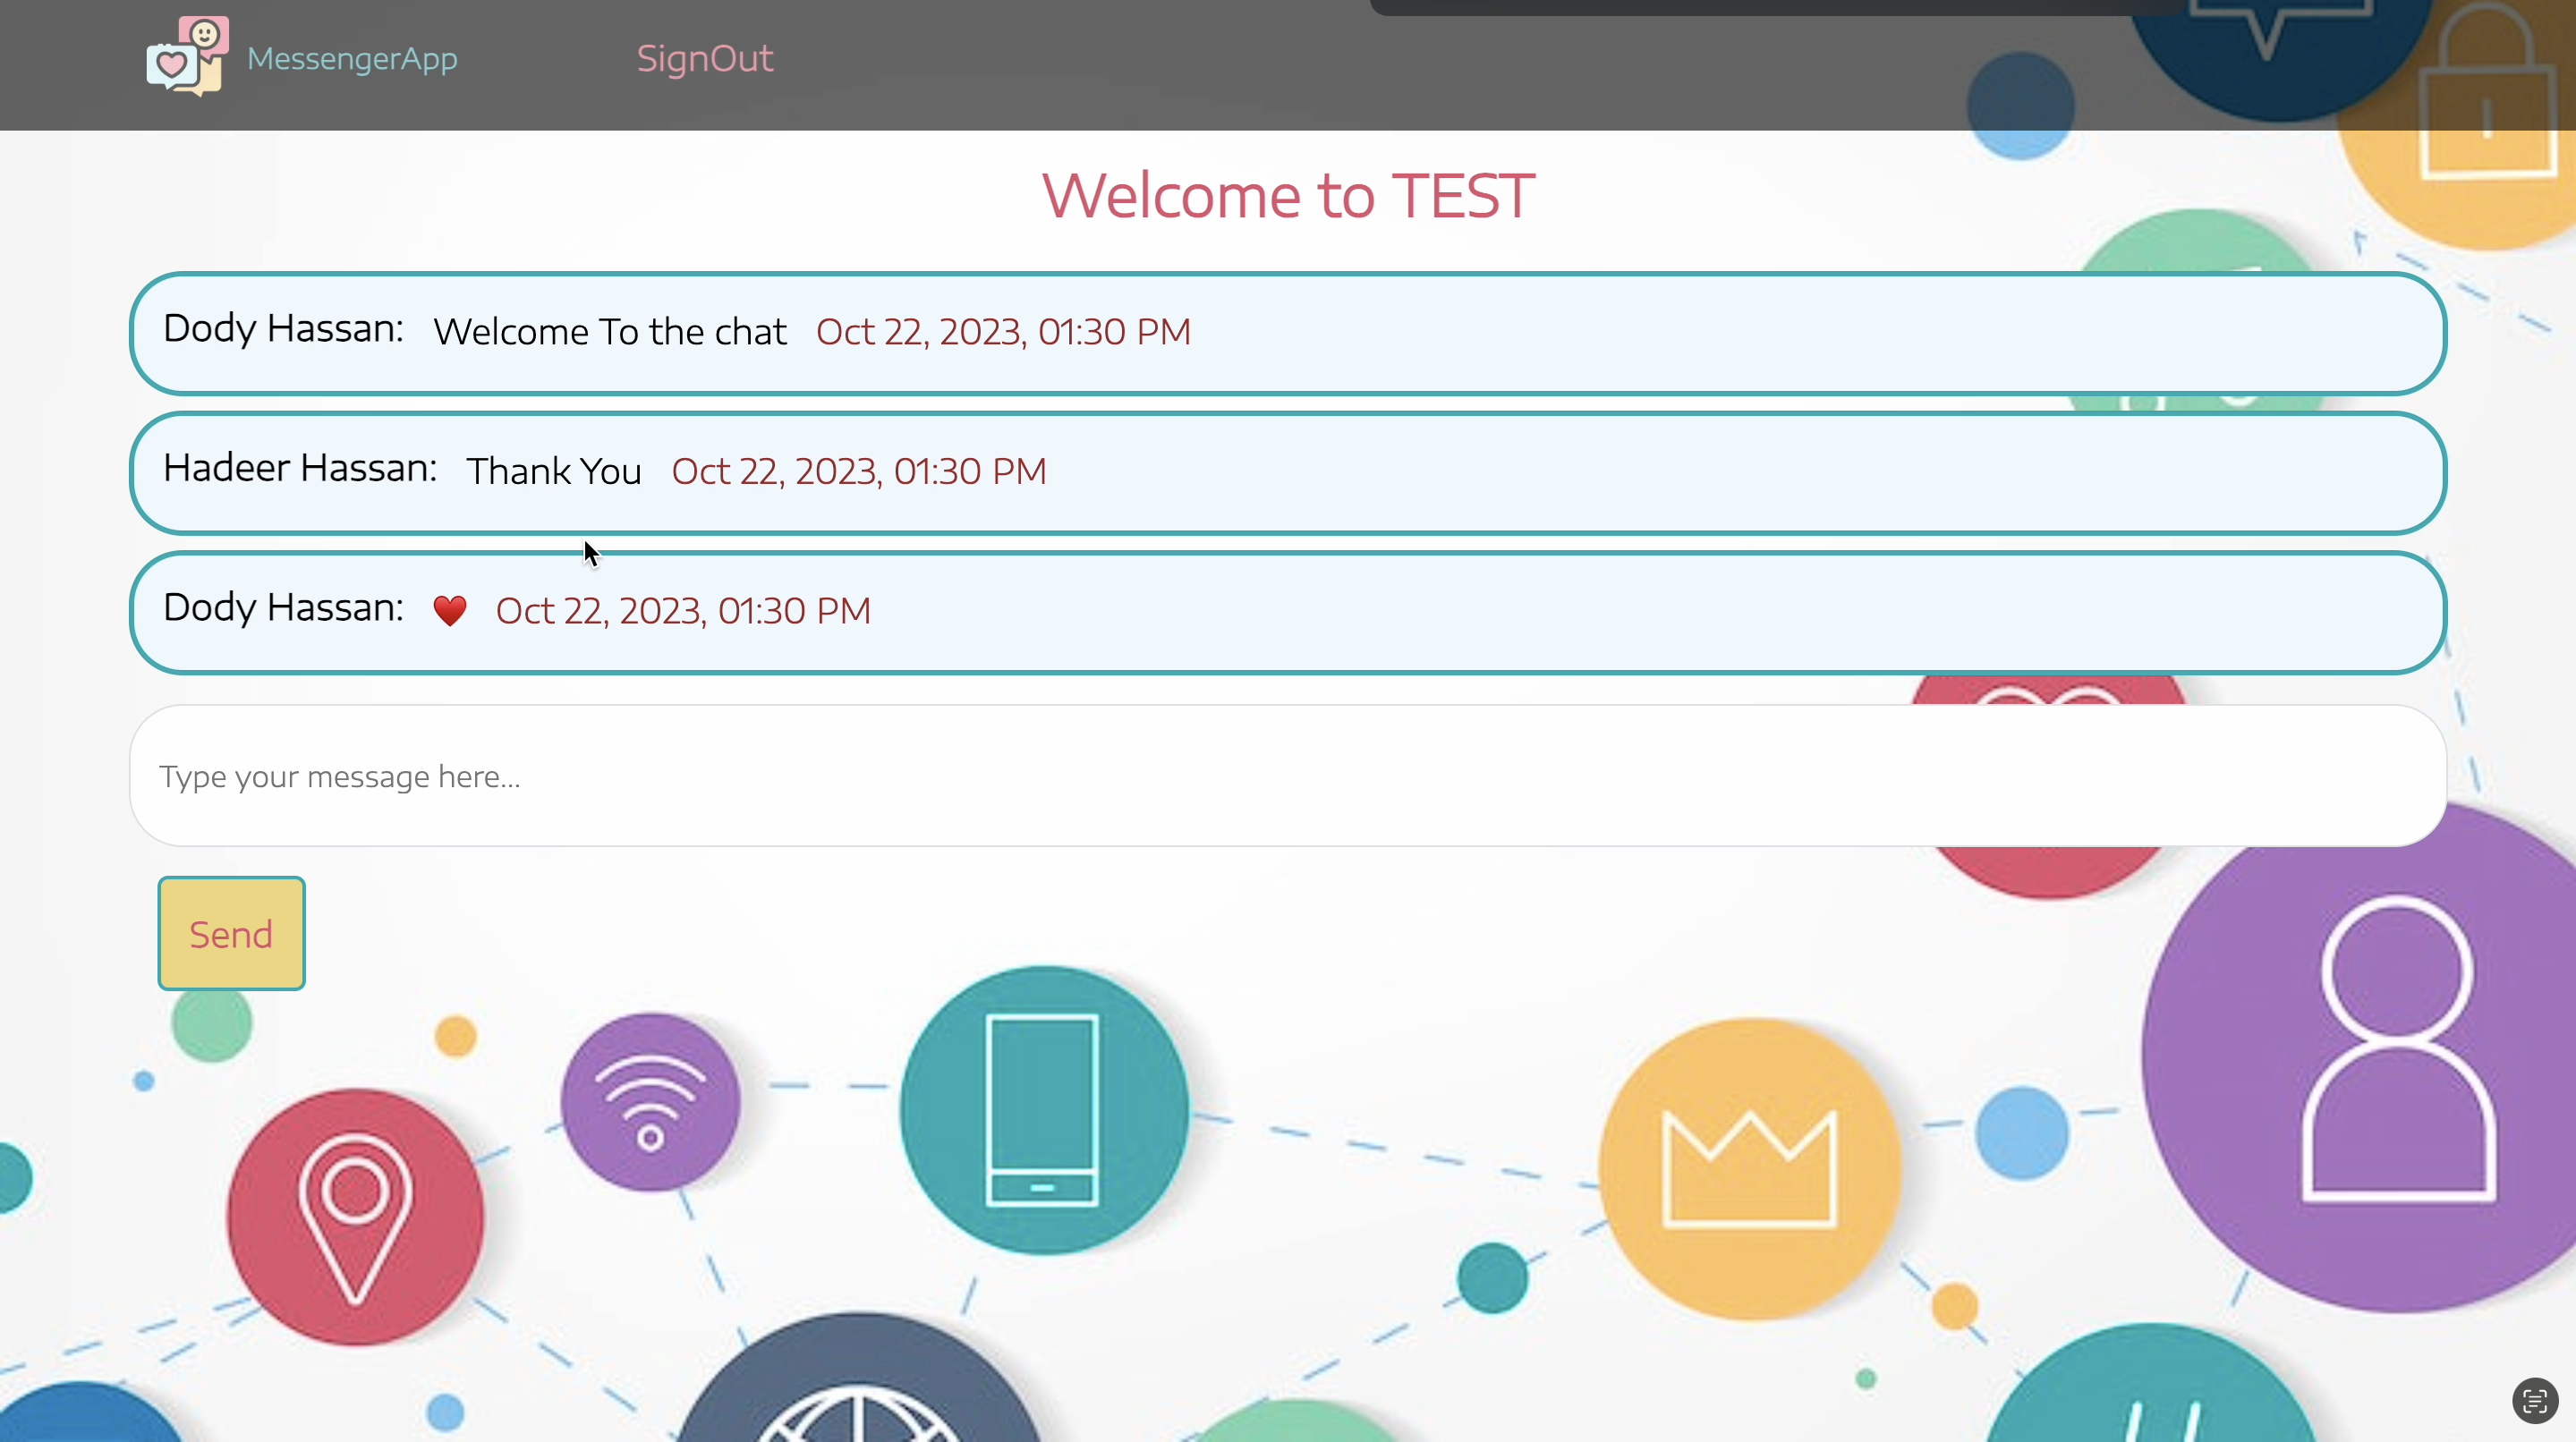 MessengerApp SignOut
Welcome to TEST
Dody Hassan: Welcome To the chat Oct 22, 2023, 01:30 PM
Hadeer Hassan: Thank You Oct 22, 2023, 01:30 PM
Dody Hassan: ❤️ Oct 22, 2023, 01:30 PM
Type your message here...
Send